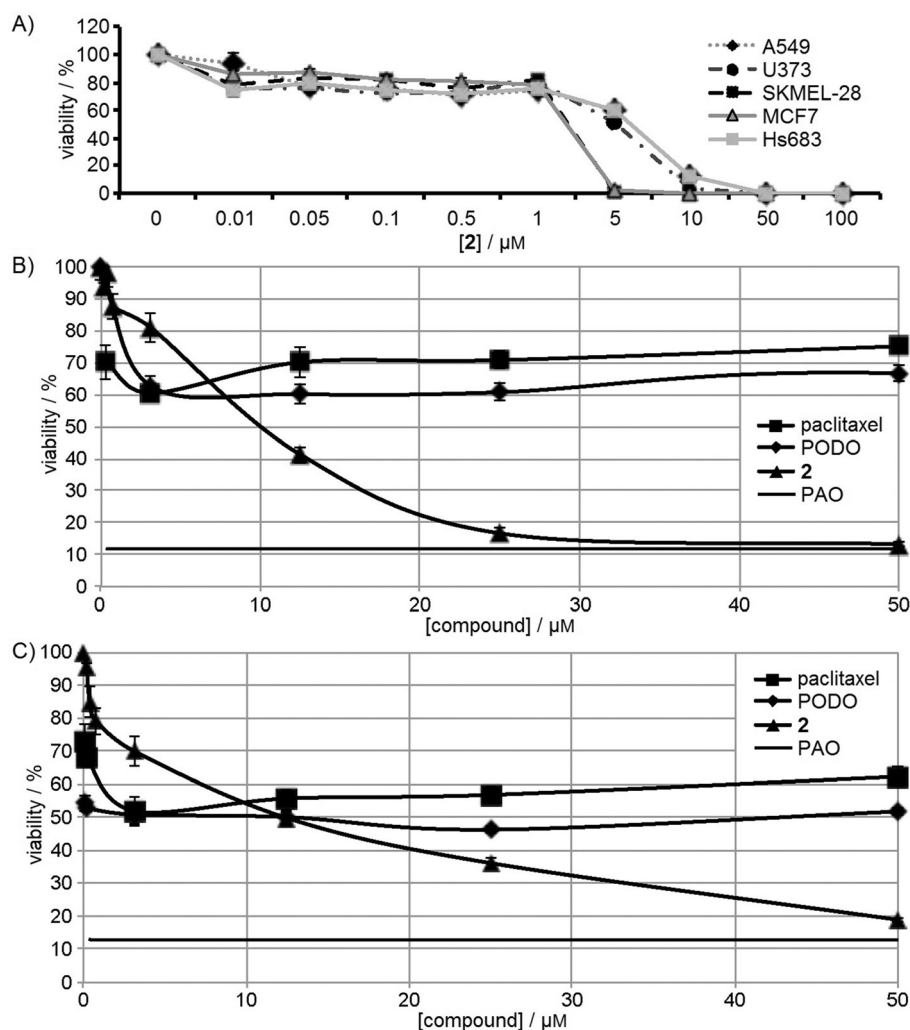 A)
viability / %
120
100
80
60
40
20
0
0 0.01 0.05 0.1 0.5 1 5 10 50 100
[2] / µM
A549
U373
SKMEL-28
MCF7
Hs683
B)
viability / %
100
90
80
70
60
50
40
30
20
10
0
0 10 20 30 40 50
[compound] / µM
paclitaxel
PODO
2
PAO
C)
viability / %
100
90
80
70
60
50
40
30
20
10
0
0 10 20 30 40 50
[compound] / µM
paclitaxel
PODO
2
PAO